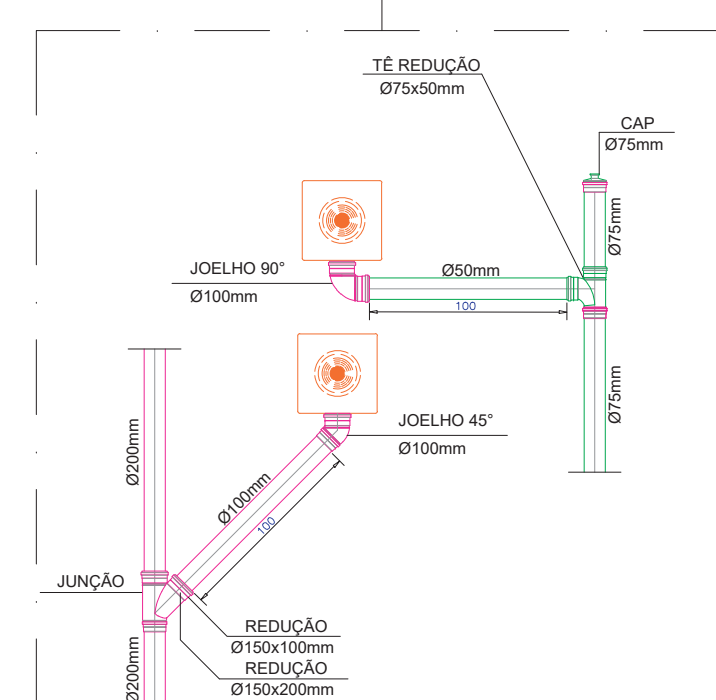 TÊ REDUÇÃO
Ø75x50mm
CAP
Ø75mm
Ø75mm
JOELHO 90°
Ø100mm
Ø50mm
100
Ø75mm
JOELHO 45°
Ø100mm
Ø200mm
Ø100mm
100
JUNÇÃO
REDUÇÃO
Ø150x100mm
REDUÇÃO
Ø150x200mm
Ø200mm